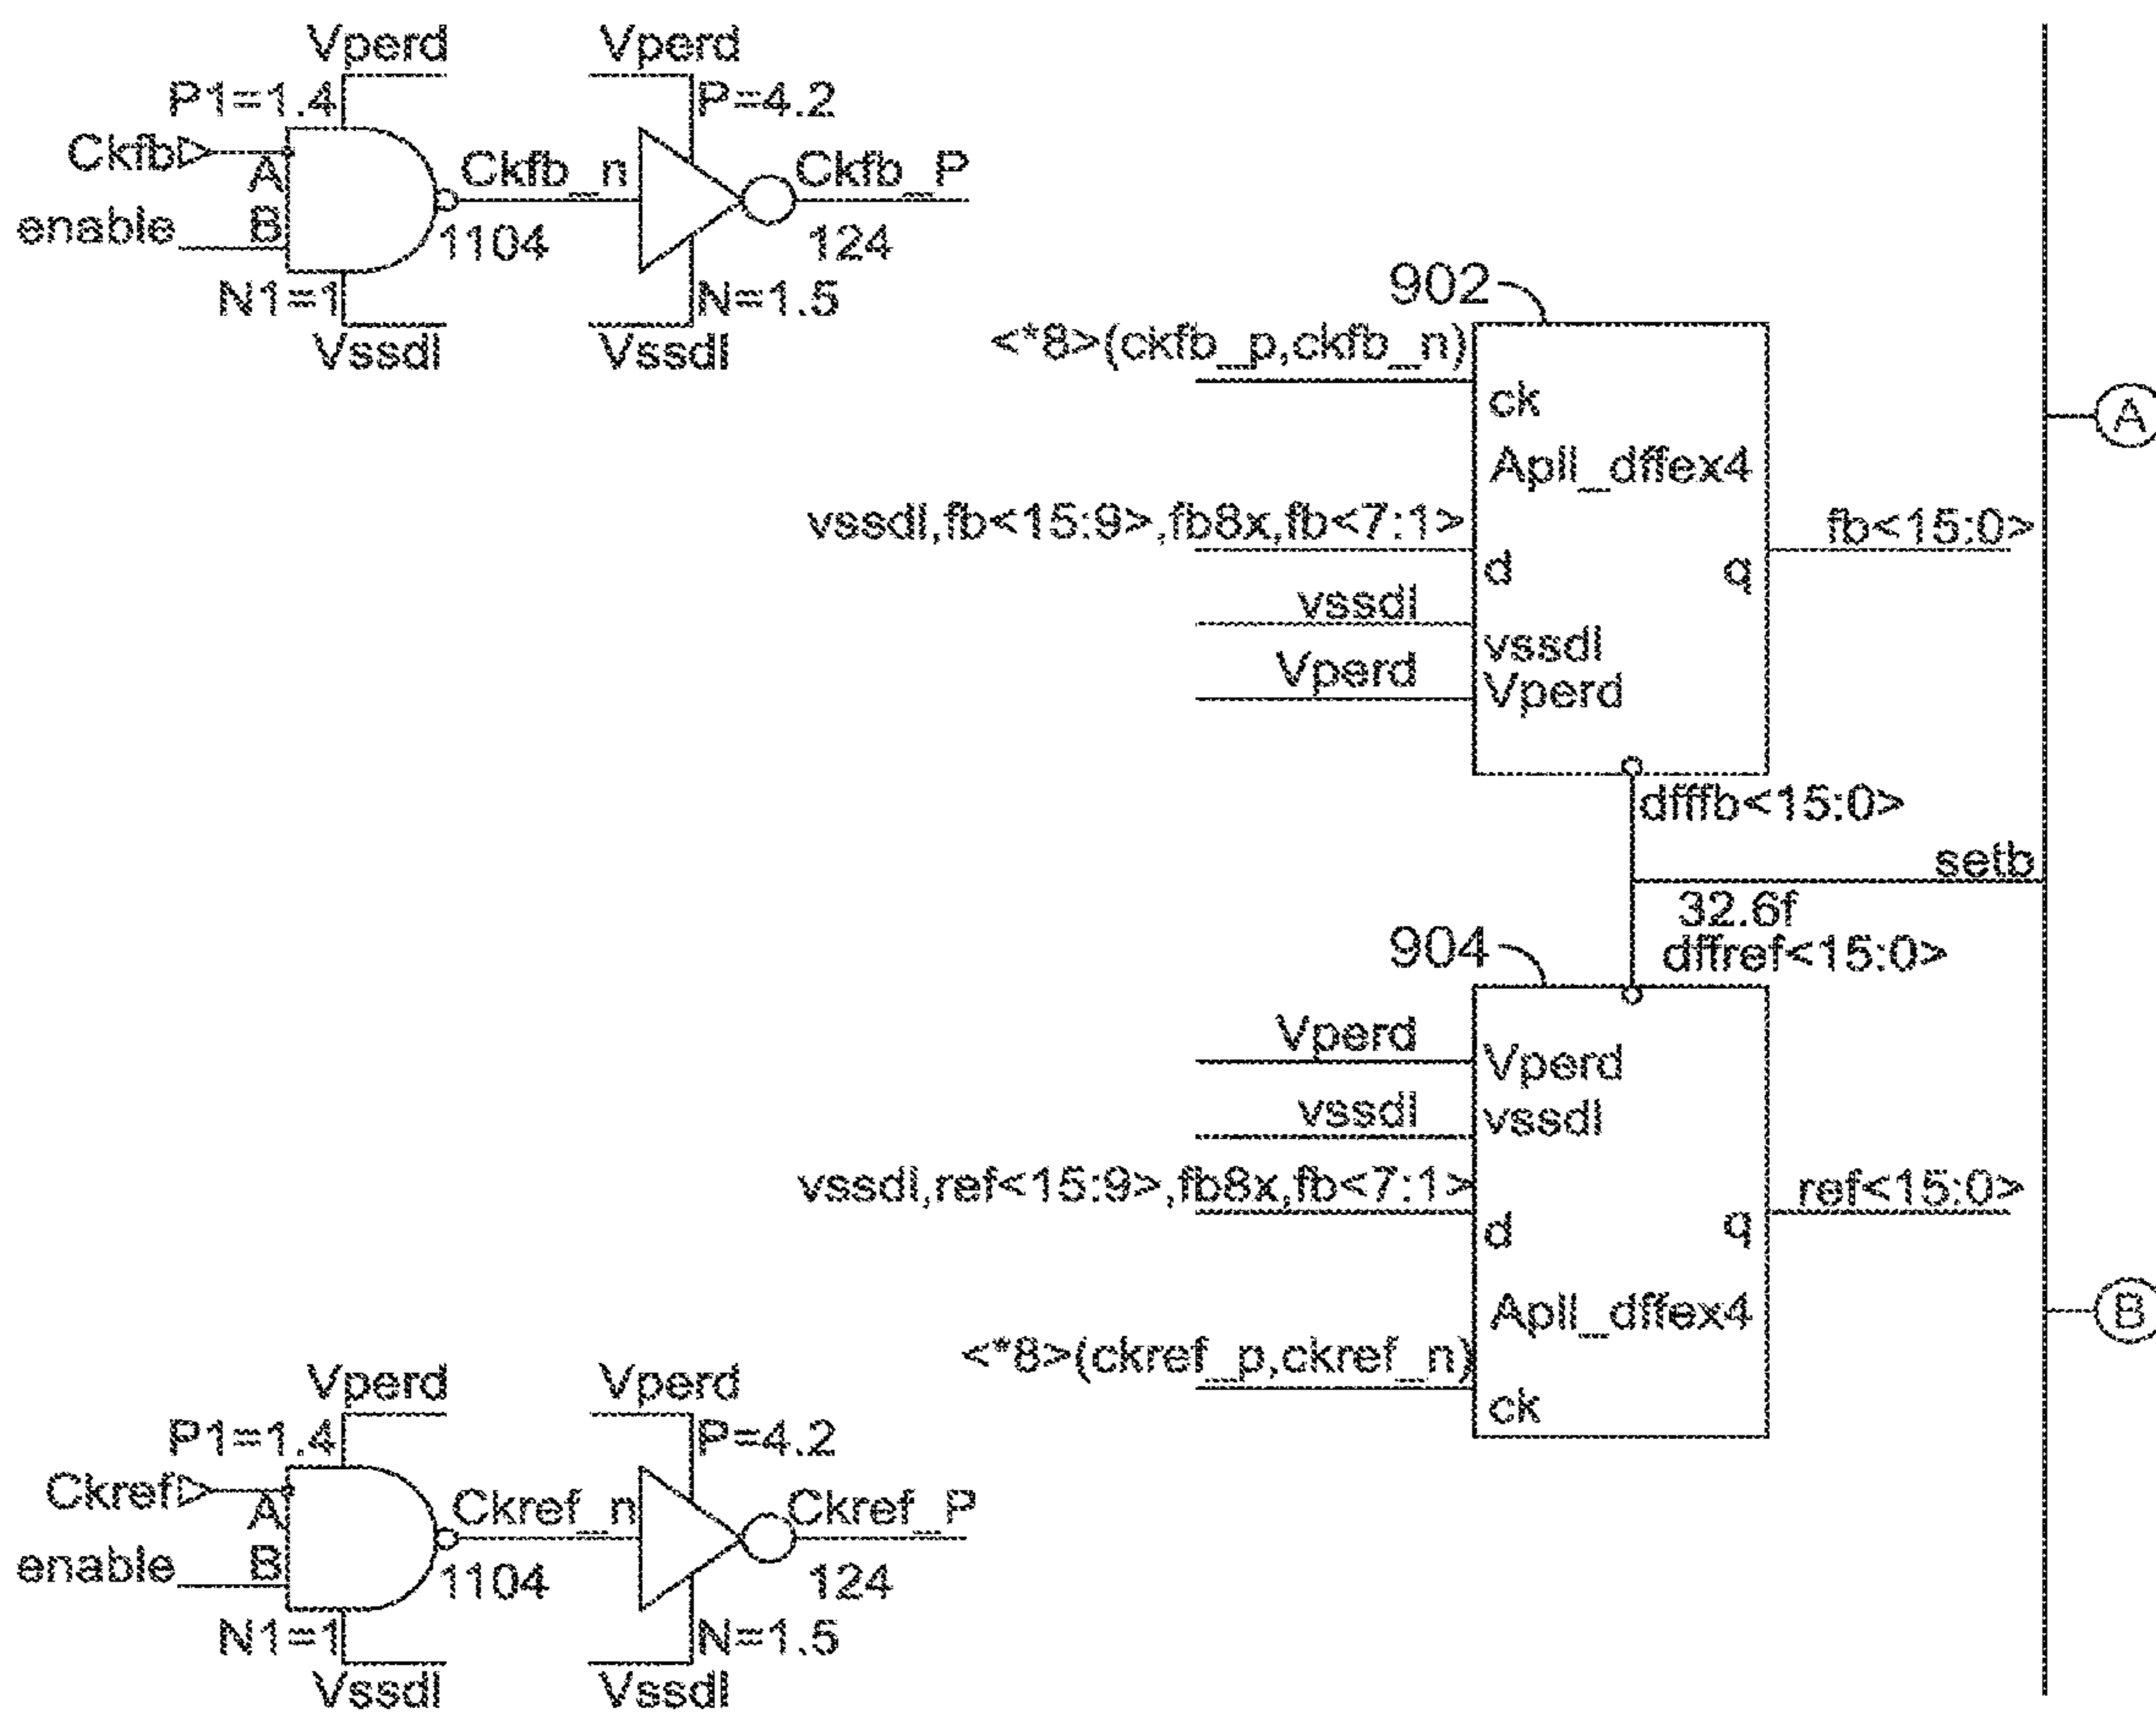 Vperd
P1=1.4
Ckfb
A
enable
B
N1=1
Vssdl
Ckfb_n
1104
Vperd
P=4.2
Ckfb_P
124
N=1.5
Vssdl
902
<*8>(ckfb_p,ckfb_n)
ck
Apll_dffex4
vssdl,fb<15:9>,fb8x,fb<7:1>
d
q
fb<15:0>
vssdl
vssdl
Vperd
Vperd
dfffb<15:0>
setb
32.6f
dffref<15:0>
904
Vperd
Vperd
vssdl
vssdl
vssdl,ref<15:9>,fb8x,fb<7:1>
d
q
ref<15:0>
Apll_dffex4
<*8>(ckref_p,ckref_n)
ck
A
B
Vperd
P1=1.4
Ckref
A
enable
B
N1=1
Vssdl
Ckref_n
1104
Vperd
P=4.2
Ckref_P
124
N=1.5
Vssdl